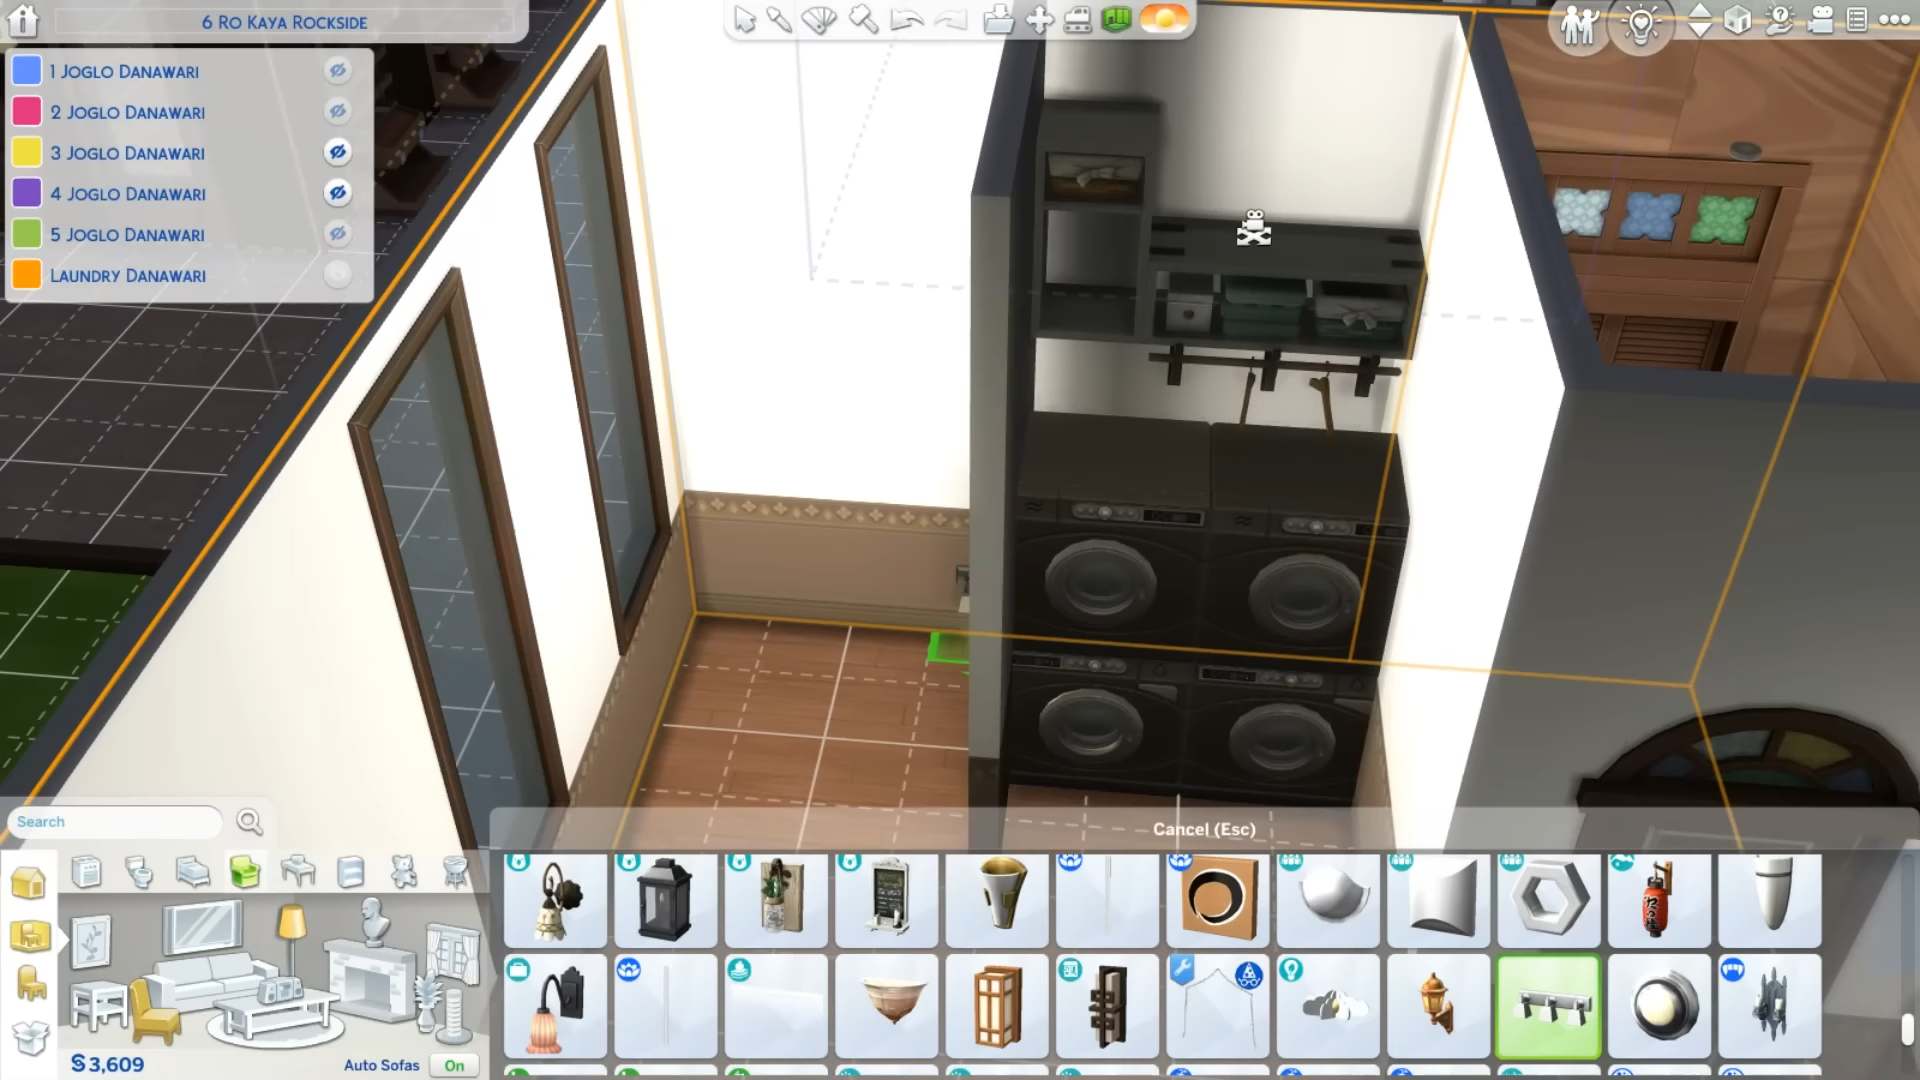 6 Ro Kaya Rockside
1 Joglo Danawari
2 Joglo Danawari
3 Joglo Danawari
4 Joglo Danawari
5 Joglo Danawari
Laundry Danawari
Search
Cancel (Esc)
§3,609
Auto Sofas
On